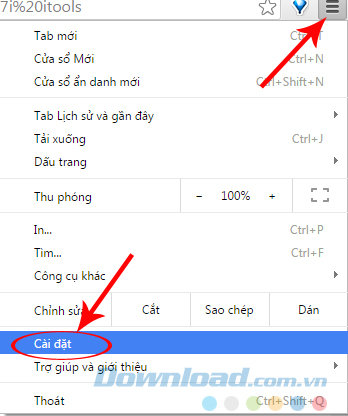 7i%20itools
Tab mới Ctrl+T
Cửa sổ Mới Ctrl+N
Cửa sổ ẩn danh mới Ctrl+Shift+N
Tab Lịch sử và gần đây
Tải xuống Ctrl+J
Dấu trang
Thu phóng − 100% +
In... Ctrl+P
Tìm... Ctrl+F
Công cụ khác
Chỉnh sửa Cắt Sao chép Dán
Cài đặt
Trợ giúp và giới thiệu
Download.com.vn
Thoát Ctrl+Shift+Q